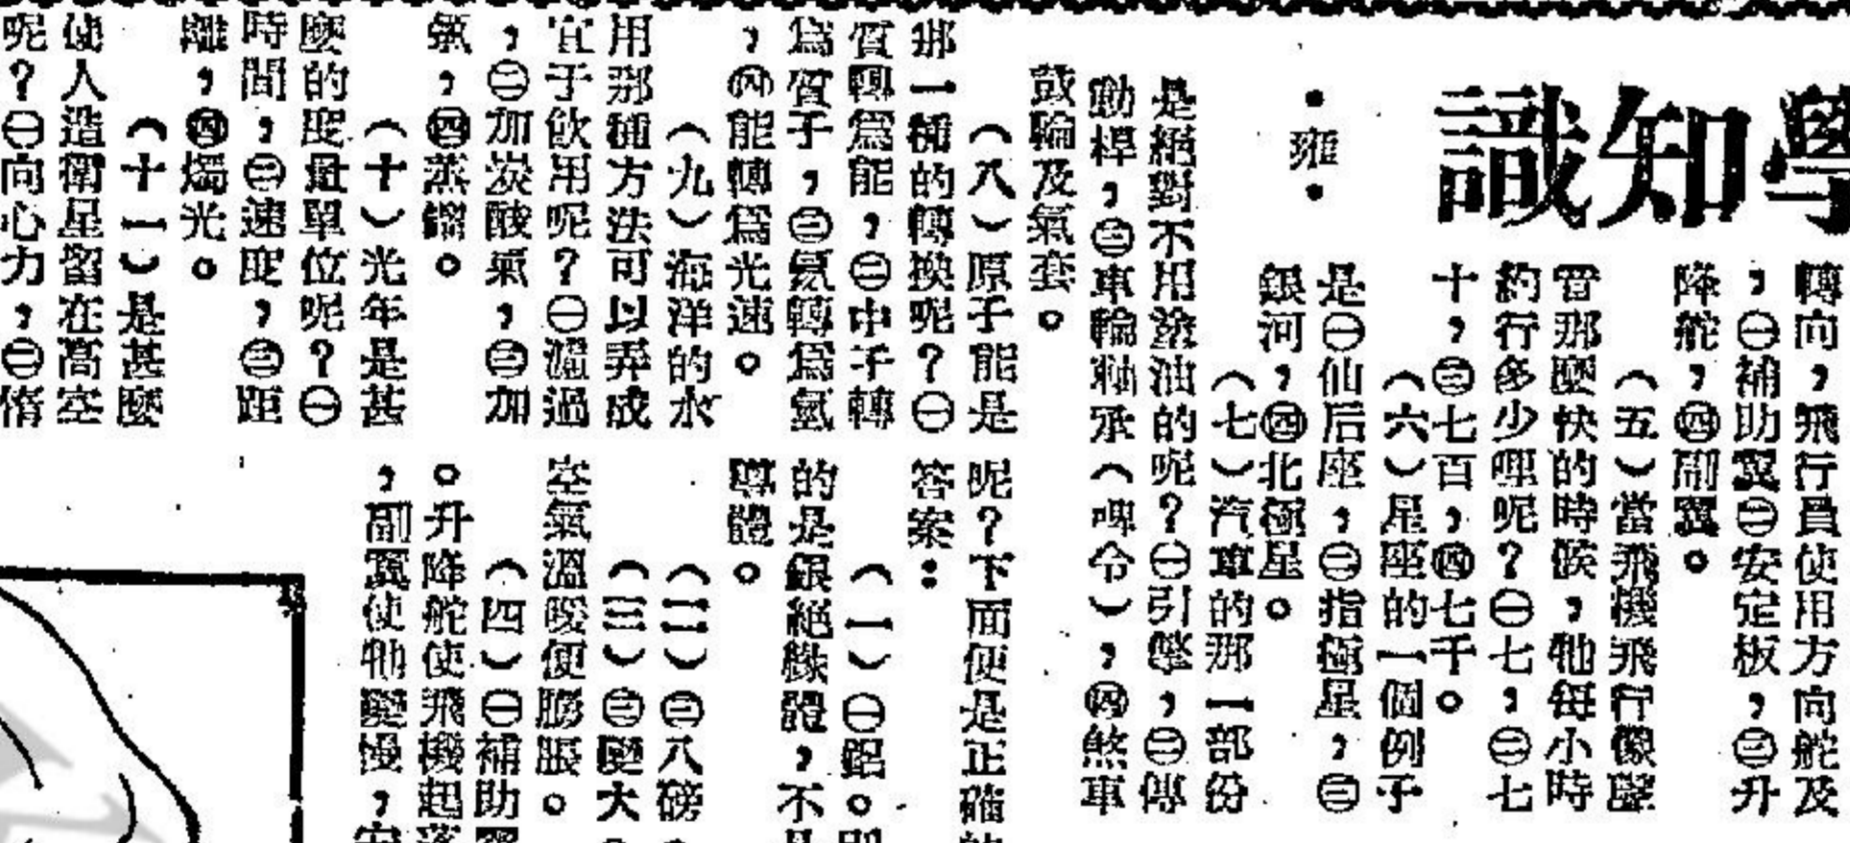 學知識
•雍•
轉向，飛行員使用方向舵及
，㊀補助翼㊁安定板，㊂升
降舵，㊃副翼。
（五）當飛機飛行像聲
音那麼快的時候，牠每小時
約行多少哩呢？㊀七，㊁七
十，㊂七百，㊃七千。
（六）星座的一個例子
是㊀仙后座，㊁指極星，㊂
銀河，㊃北極星。
（七）汽車的那一部份
是絕對不用滑油的呢？㊀引擎，㊁傳
動桿，㊂車輪軸承（啤令），㊃煞車
鼓輪及氣套。
（八）原子能是
那一種的轉換呢？㊀
質轉爲能，㊁中子轉
爲質子，㊂氦轉爲氫
，㊃能轉爲光速。
（九）海洋的水
用那種方法可以弄成
宜于飲用呢？㊀濾過
，㊁加炭酸氣，㊂加
氯，㊃蒸餾。
（十）光年是甚
麼的度量單位呢？㊀
時間，㊁速度，㊂距
離，㊃燭光。
（十一）是甚麼
使人造衛星留在高空
呢？㊀向心力，㊁惰
呢？下面便是正確的
答案：
（一）㊀鋁。
的是銀絕緣體，不是
導體。
（二）㊂八磅。
（三）㊂變大。
空氣溫暖便膨脹。
（四）㊀補助翼
。升降舵使飛機起落
，副翼使牠變慢，安